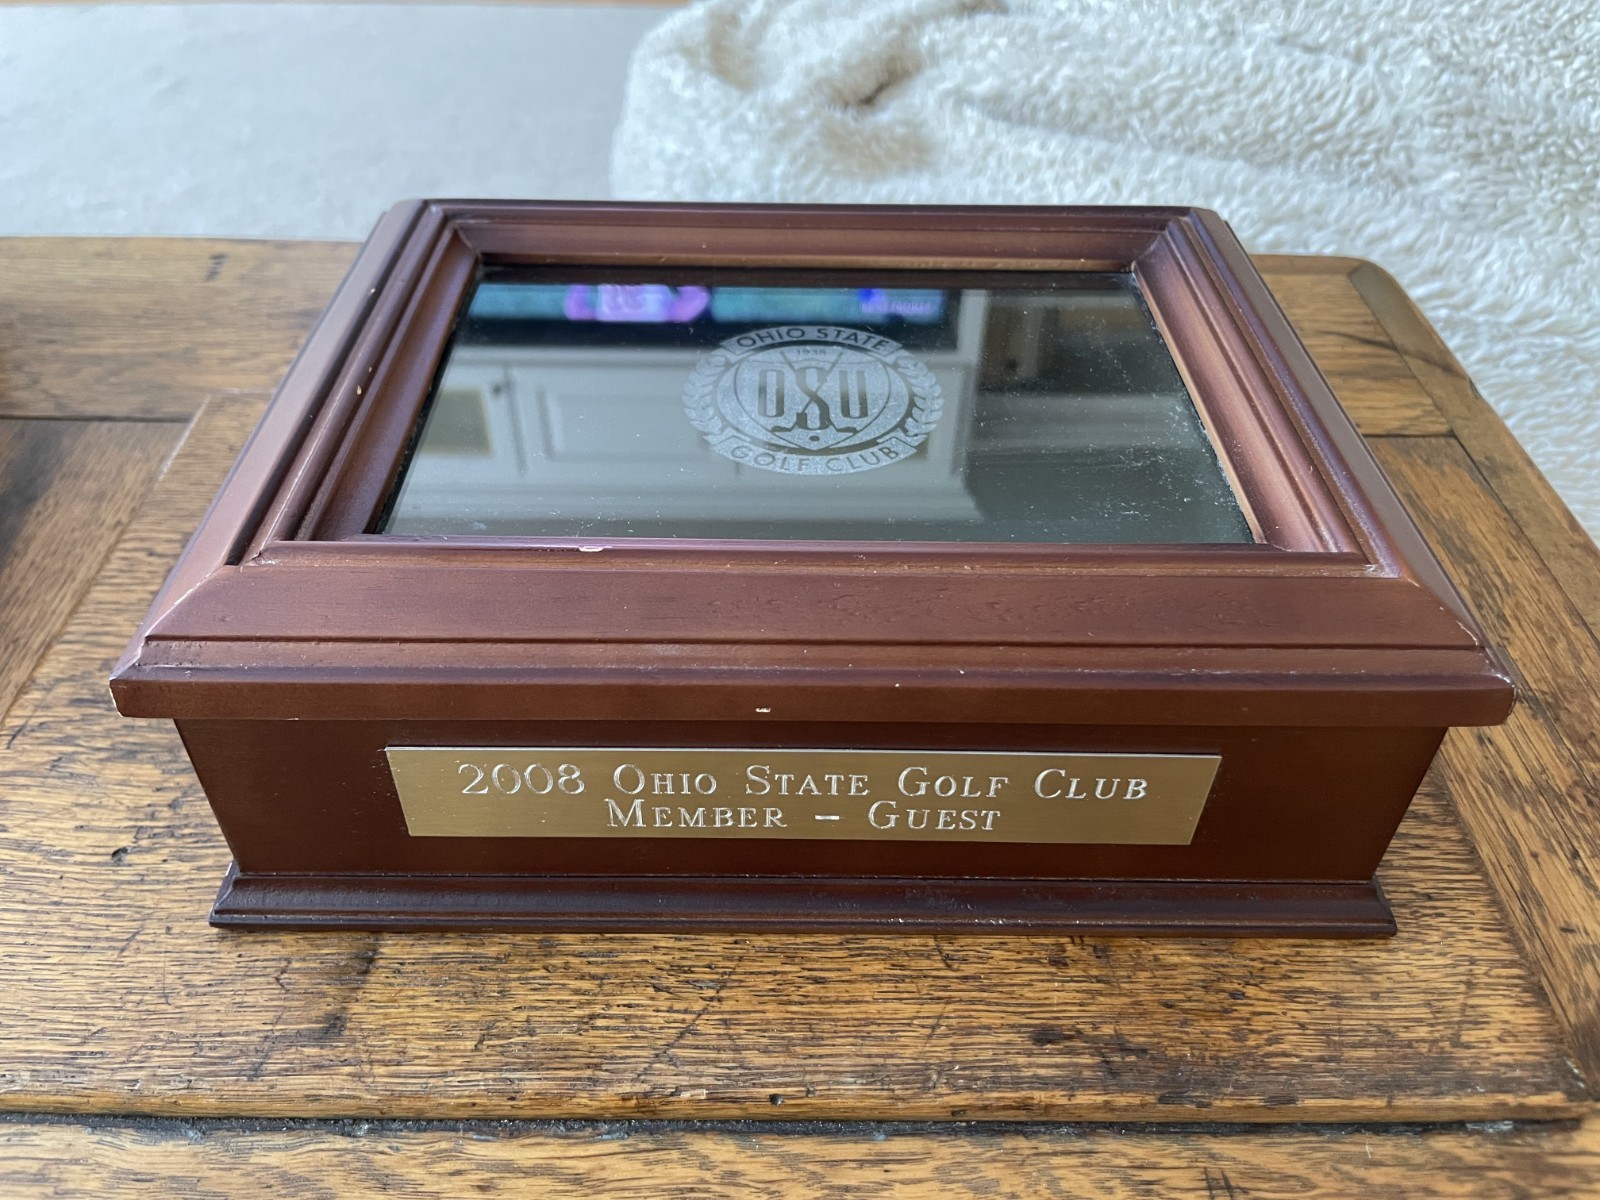 OHIO STATE
1938
OSU
GOLF CLUB
2008 OHIO STATE GOLF CLUB
MEMBER – GUEST